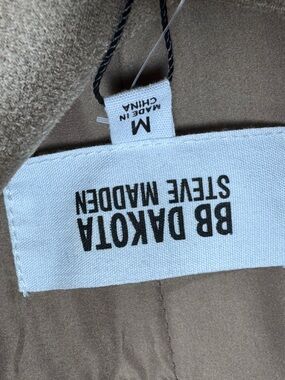 BB DAKOTA
STEVE MADDEN
M
MADE IN
CHINA